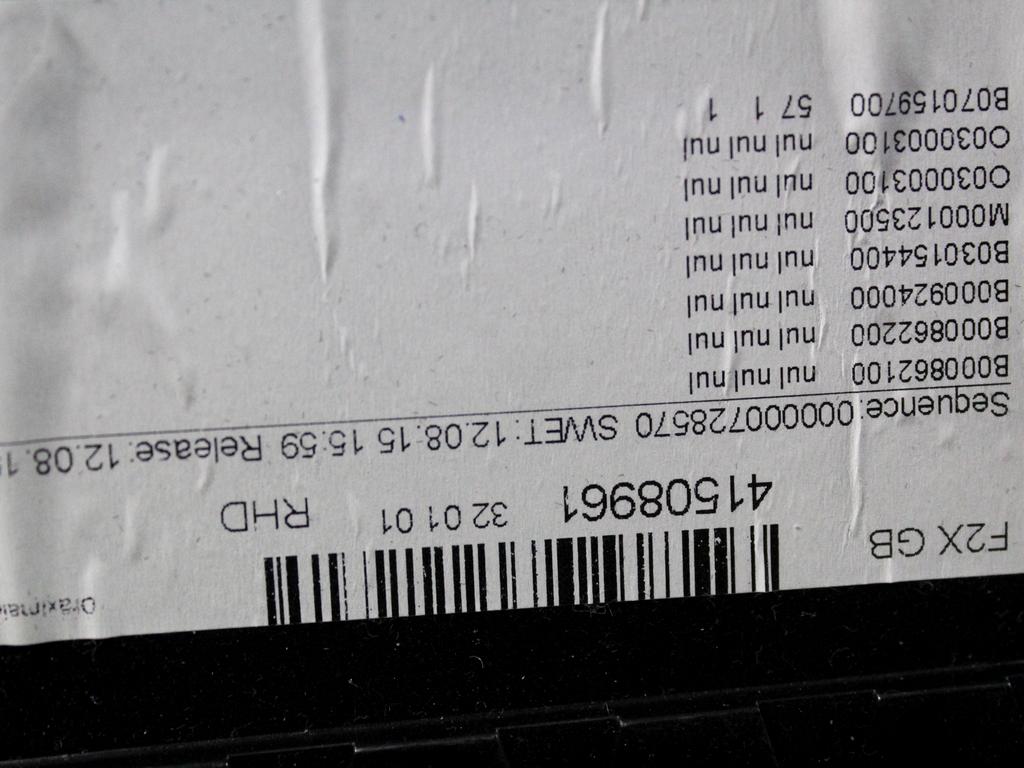 F2X GB
41508961 32 01 01 RHD
Sequence:00000728570 SWET:12.08.15 15:59 Release:12.08.1
B000862100 nul nul nul
B000862200 nul nul nul
B000924000 nul nul nul
B030154400 nul nul nul
M000123500 nul nul nul
O030003100 nul nul nul
O030003100 nul nul nul
B070159700 57 1 1